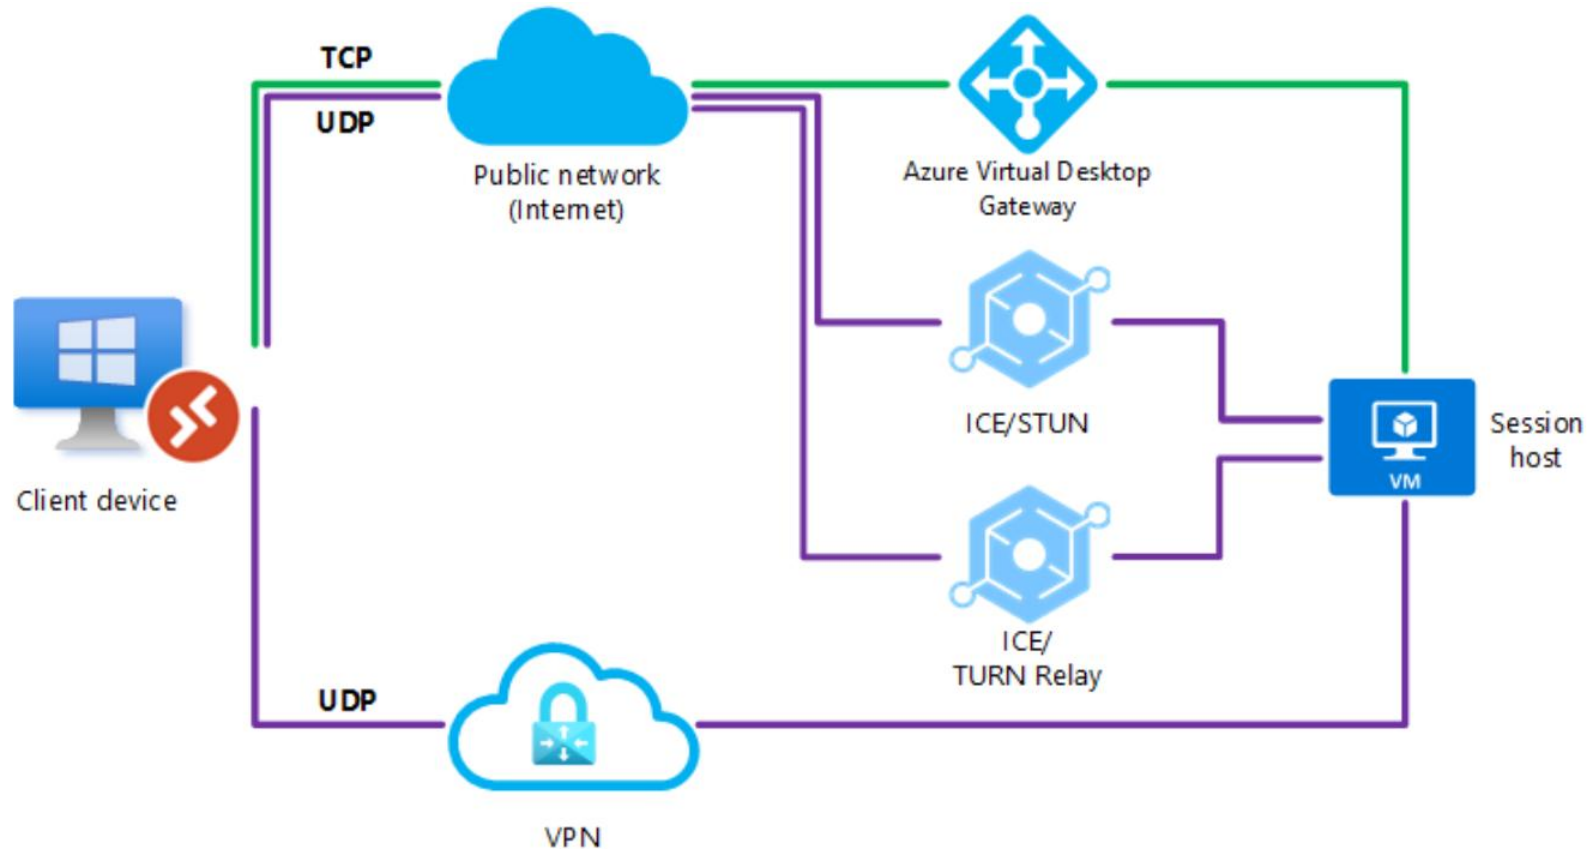 TCP
UDP
Public network
(Internet)
Azure Virtual Desktop
Gateway
ICE/STUN
Session
host
VM
Client device
ICE/
TURN Relay
UDP
VPN